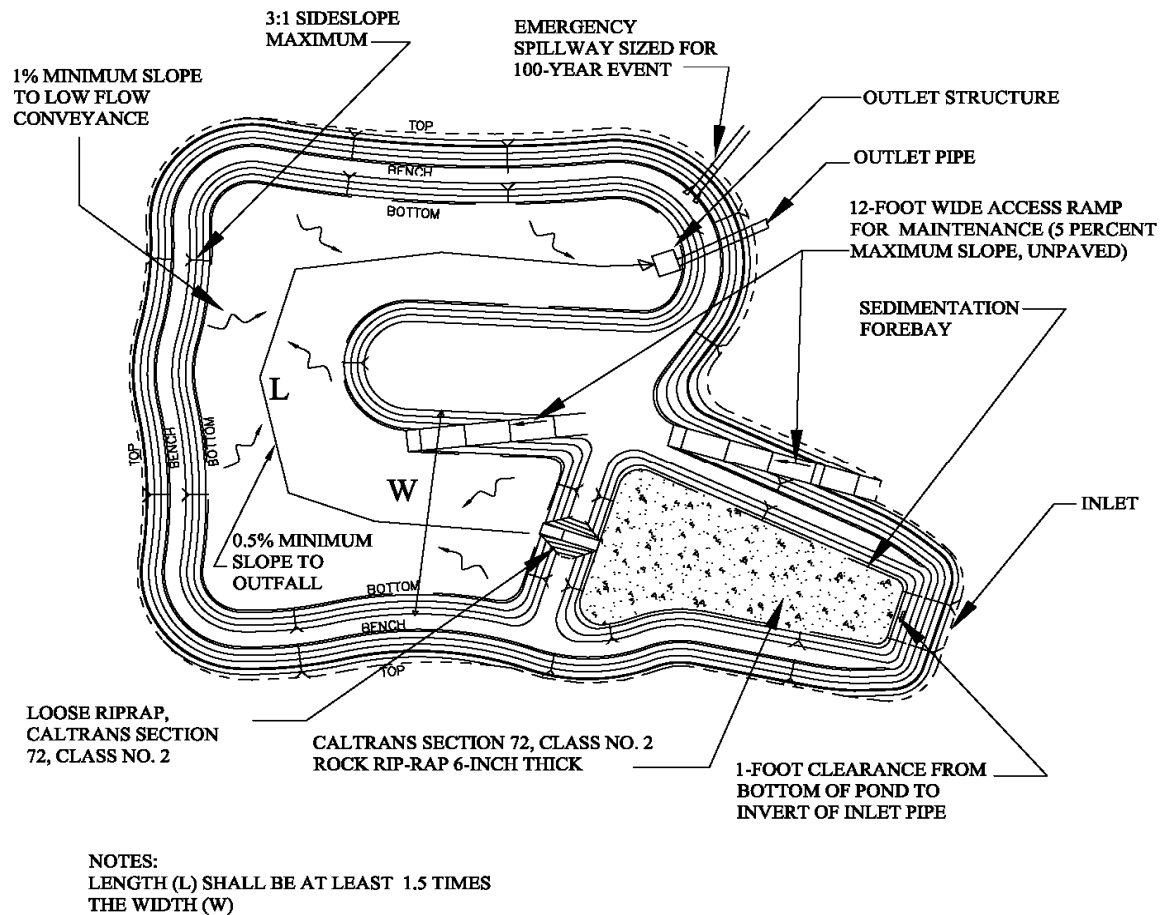 3:1 SIDESLOPE
MAXIMUM
EMERGENCY
SPILLWAY SIZED FOR
100-YEAR EVENT
1% MINIMUM SLOPE
TO LOW FLOW
CONVEYANCE
OUTLET STRUCTURE
OUTLET PIPE
12-FOOT WIDE ACCESS RAMP
FOR MAINTENANCE (5 PERCENT
MAXIMUM SLOPE, UNPAVED)
SEDIMENTATION
FOREBAY
TOP
BENCH
BOTTOM
L
TOP
BENCH
BOTTOM
W
INLET
0.5% MINIMUM
SLOPE TO
OUTFALL
BOTTOM
BENCH
TOP
LOOSE RIPRAP,
CALTRANS SECTION
72, CLASS NO. 2
CALTRANS SECTION 72, CLASS NO. 2
ROCK RIP-RAP 6-INCH THICK
1-FOOT CLEARANCE FROM
BOTTOM OF POND TO
INVERT OF INLET PIPE
NOTES:
LENGTH (L) SHALL BE AT LEAST 1.5 TIMES
THE WIDTH (W)